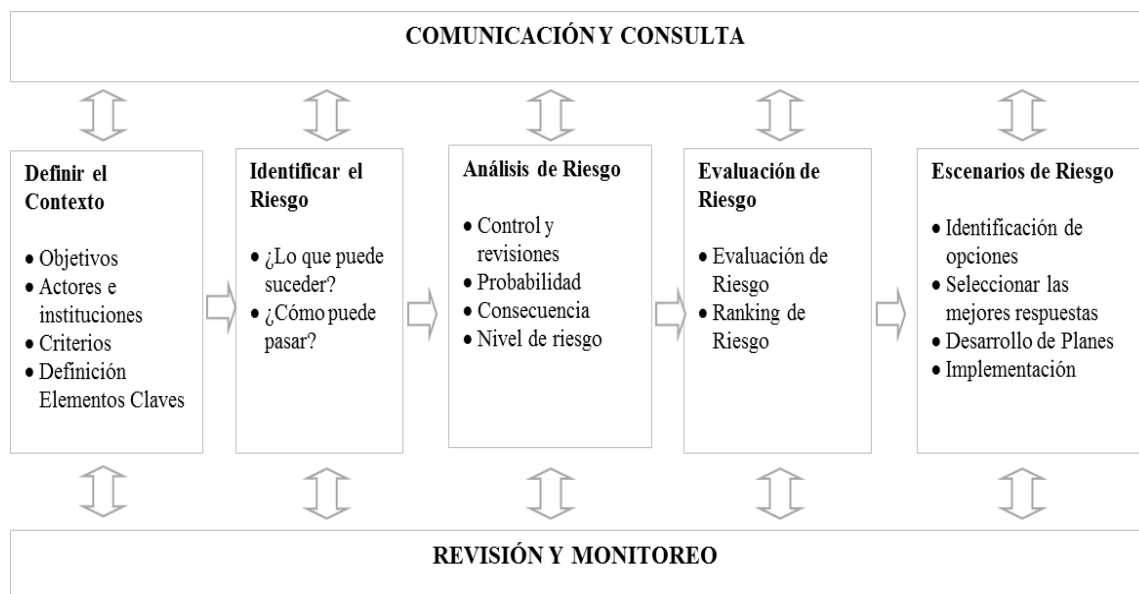 COMUNICACIÓN Y CONSULTA
Definir el
Contexto
• Objetivos
• Actores e
instituciones
• Criterios
• Definición
Elementos Claves
Identificar el
Riesgo
• ¿Lo que puede
suceder?
• ¿Cómo puede
pasar?
Análisis de Riesgo
• Control y
revisiones
• Probabilidad
• Consecuencia
• Nivel de riesgo
Evaluación de
Riesgo
• Evaluación de
Riesgo
• Ranking de
Riesgo
Escenarios de Riesgo
• Identificación de
opciones
• Seleccionar las
mejores respuestas
• Desarrollo de Planes
• Implementación
REVISIÓN Y MONITOREO